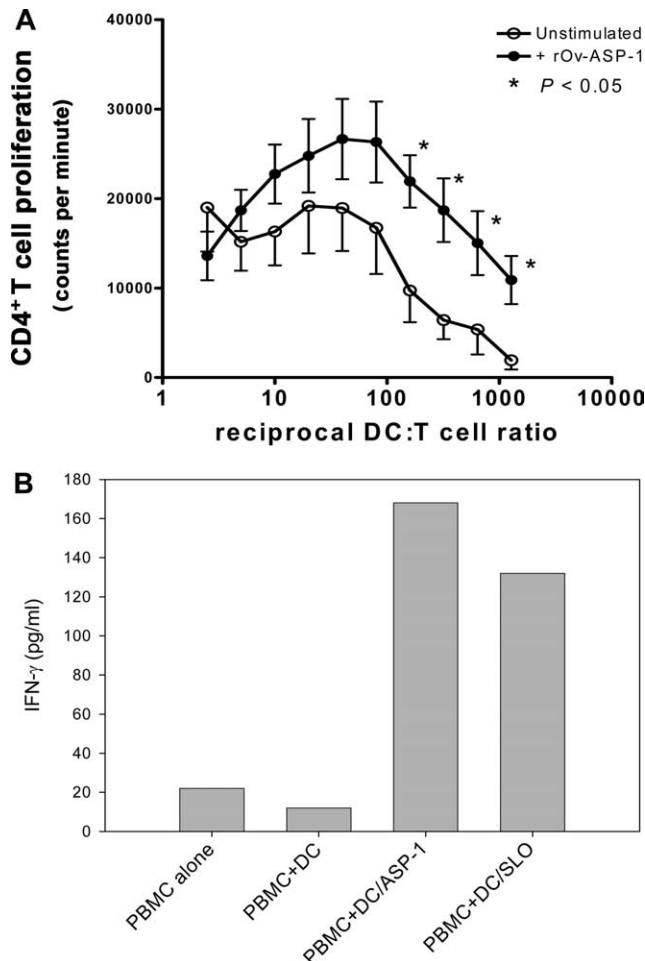 A
CD4+ T cell proliferation
(counts per minute)
40000
30000
20000
10000
0
1
10
100
1000
10000
reciprocal DC:T cell ratio
Unstimulated
+ rOv-ASP-1
* P < 0.05
*
*
*
*
B
IFN-γ (pg/ml)
180
160
140
120
100
80
60
40
20
0
PBMC alone
PBMC+DC
PBMC+DC/ASP-1
PBMC+DC/SLO